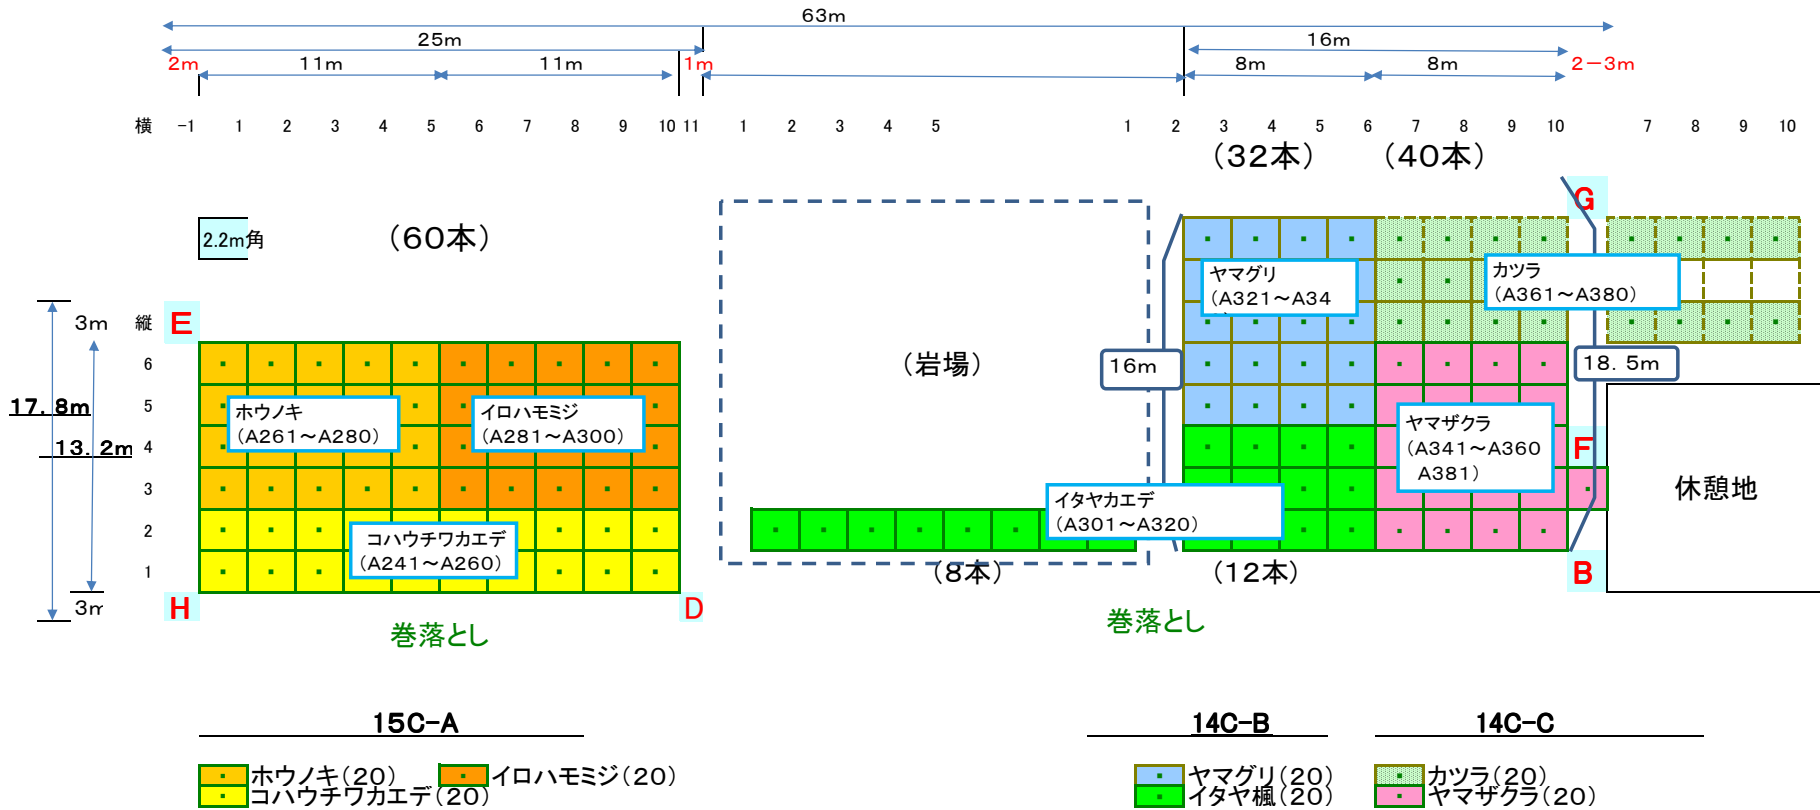 63m
25m
16m
2m
11m
11m
1m
8m
8m
2－3m
横 -1 1 2 3 4 5 6 7 8 9 10 11 1 2 3 4 5 1 2 3 4 5 6 7 8 9 10 7 8 9 10
（32本）
（40本）
G
2.2m角
（60本）
ヤマグリ
（A321～A34
カツラ
（A361～A380）
3m
縦
E
6
（岩場）
16m
18．5m
17．8m
5
ホウノキ
（A261～A280）
イロハモミジ
（A281～A300）
ヤマザクラ
（A341～A360
A381）
13．2m
4
F
3
休憩地
イタヤカエデ
（A301～A320）
2
コハウチワカエデ
（A241～A260）
1
（8本）
（12本）
B
3m
H
D
巻落とし
巻落とし
15C-A
14C-B
14C-C
ホウノキ（20）
イロハモミジ（20）
ヤマグリ（20）
カツラ（20）
コハウチワカエデ（20）
イタヤ楓（20）
ヤマザクラ（20）